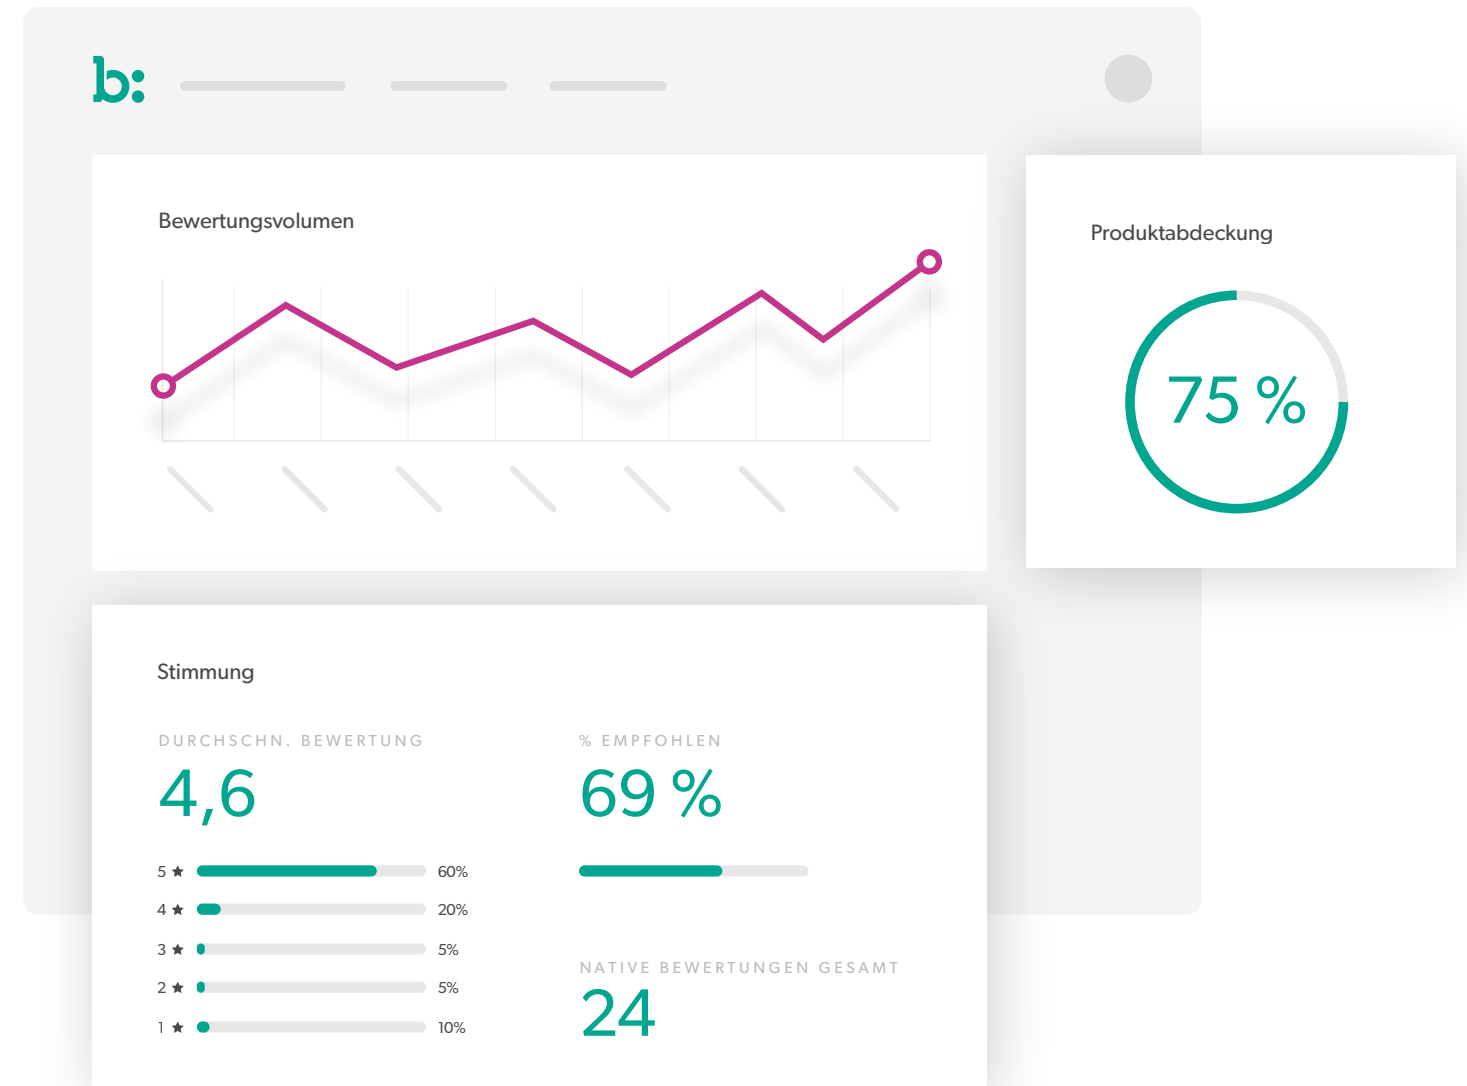 b:
Bewertungsvolumen
Produktabdeckung
75 %
Stimmung
DURCHSCHN. BEWERTUNG
4,6
5 ★ 60%
4 ★ 20%
3 ★ 5%
2 ★ 5%
1 ★ 10%
% EMPFOHLEN
69 %
NATIVE BEWERTUNGEN GESAMT
24